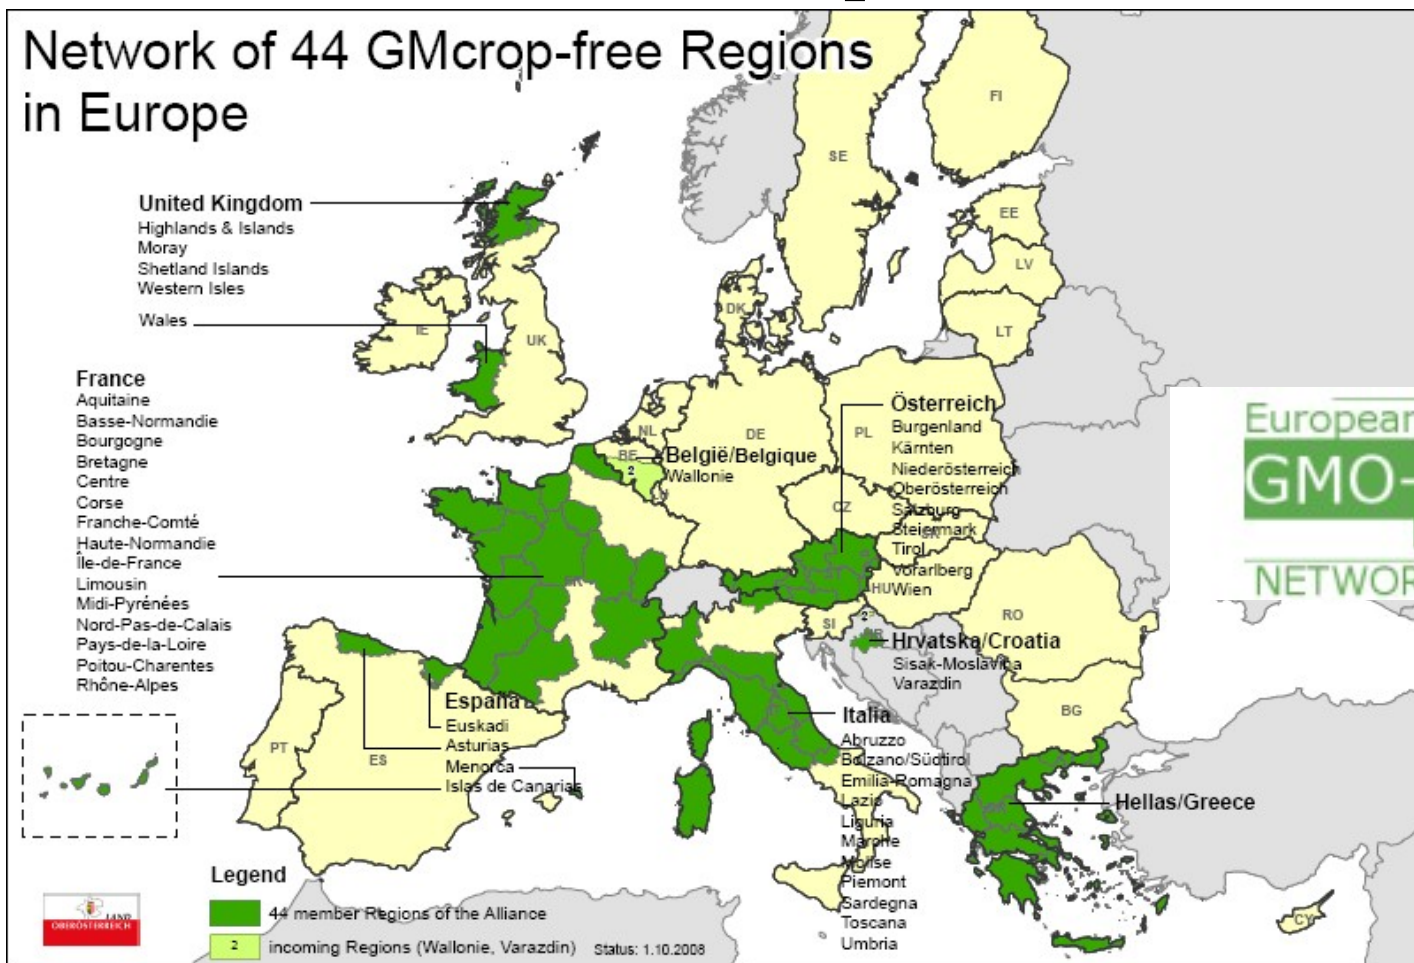 Network of 44 GMcrop-free Regions
in Europe
United Kingdom
Highlands & Islands
Moray
Shetland Islands
Western Isles
Wales
France
Aquitaine
Basse-Normandie
Bourgogne
Bretagne
Centre
Corse
Franche-Comté
Haute-Normandie
Île-de-France
Limousin
Midi-Pyrénées
Nord-Pas-de-Calais
Pays-de-la-Loire
Poitou-Charentes
Rhône-Alpes
België/Belgique
Wallonie
Österreich
Burgenland
Kärnten
Niederösterreich
Oberösterreich
Salzburg
Steiermark
Tirol
Vorarlberg
Wien
Hrvatska/Croatia
Sisak-Moslavina
Varazdin
España
Euskadi
Asturias
Menorca
Islas de Canarias
Italia
Abruzzo
Bolzano/Südtirol
Emilia-Romagna
Lazio
Liguria
Marche
Molise
Piemont
Sardegna
Toscana
Umbria
Hellas/Greece
FI
SE
EE
LV
LT
DK
IE
UK
NL
BE
2
DE
PL
CZ
SK
HU
SI
2
RO
BG
PT
ES
CY
European
GMO-
NETWOR
Legend
44 member Regions of the Alliance
2 incoming Regions (Wallonie, Varazdin) Status: 1.10.2008
LAND
OBERÖSTERREICH